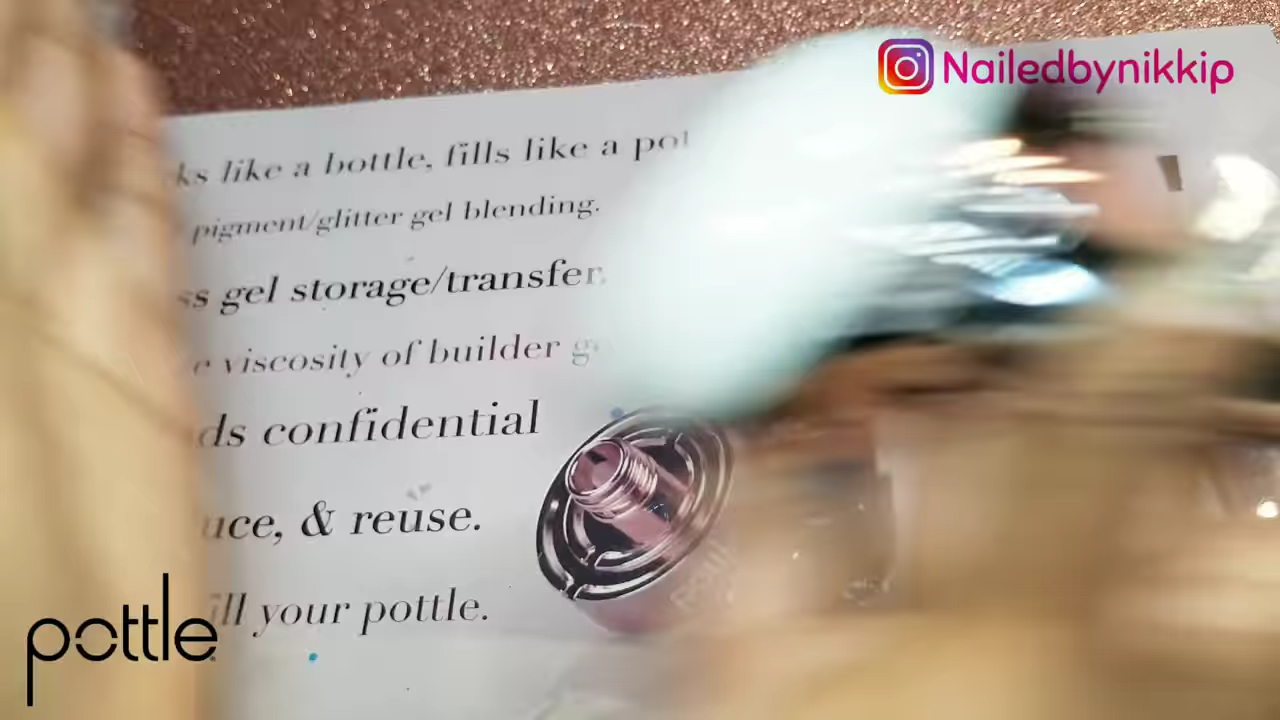 Nailedbynikkip
ks like a bottle, fills like a pot
pigment/glitter gel blending.
ss gel storage/transfer,
viscosity of builder
ds confidential
uce, & reuse.
ill your pottle.
pottle